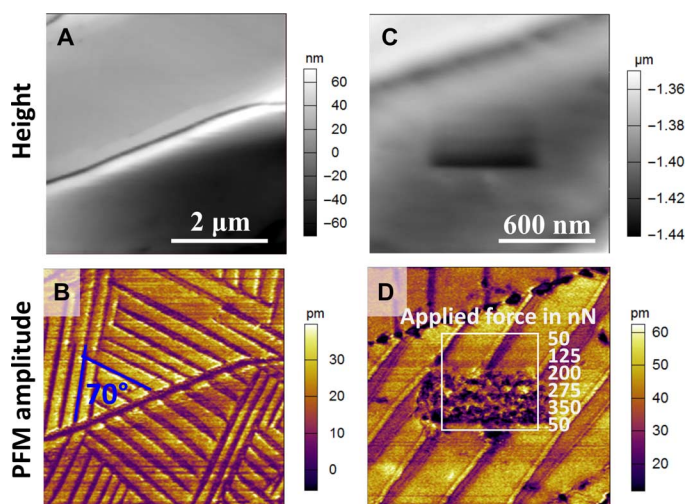 Height
A
nm
60
40
20
0
−20
−40
−60
2 µm
C
µm
−1.36
−1.38
−1.40
−1.42
−1.44
600 nm
PFM amplitude
B
70°
pm
30
20
10
0
D
Applied force in nN
50
125
200
275
350
50
pm
60
50
40
30
20